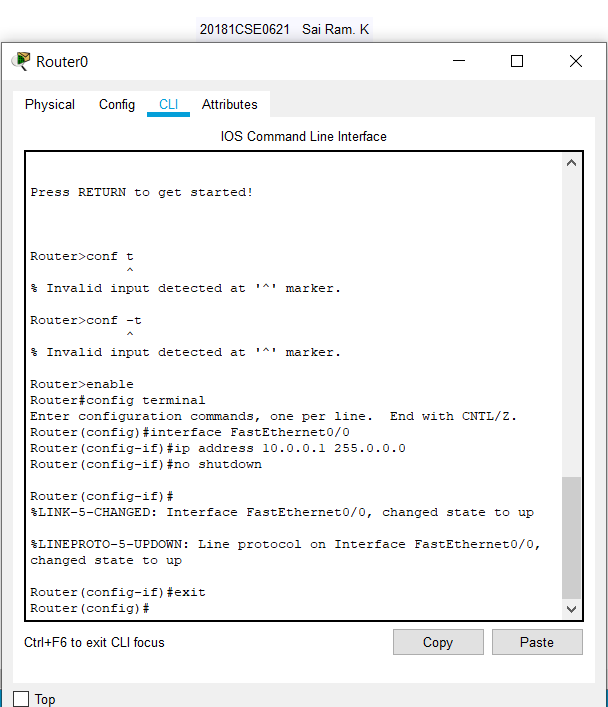 20181CSE0621   Sai Ram. K
Router0
Physical Config CLI Attributes
IOS Command Line Interface
Press RETURN to get started!
Router>conf t
^
% Invalid input detected at '^' marker.
Router>conf -t
^
% Invalid input detected at '^' marker.
Router>enable
Router#config terminal
Enter configuration commands, one per line.  End with CNTL/Z.
Router(config)#interface FastEthernet0/0
Router(config-if)#ip address 10.0.0.1 255.0.0.0
Router(config-if)#no shutdown
Router(config-if)#
%LINK-5-CHANGED: Interface FastEthernet0/0, changed state to up
%LINEPROTO-5-UPDOWN: Line protocol on Interface FastEthernet0/0,
changed state to up
Router(config-if)#exit
Router(config)#
Ctrl+F6 to exit CLI focus
Copy Paste
Top